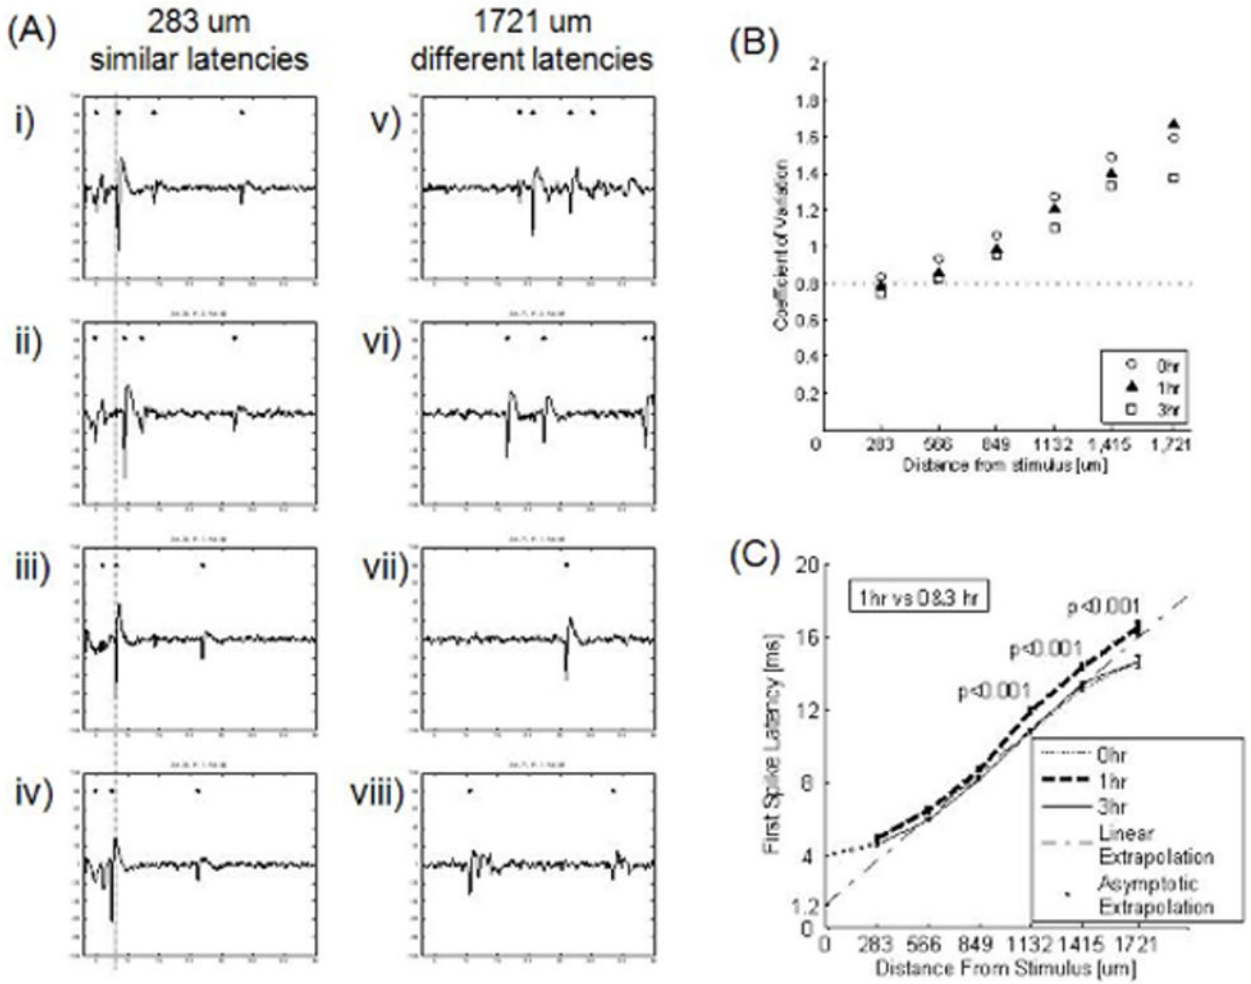 (A)
283 um
similar latencies
1721 um
different latencies
i)
ii)
iii)
iv)
v)
vi)
vii)
viii)
(B)
2
1.8
1.6
1.4
1.2
1
0.8
0.6
0.4
0.2
0
283
566
849
1132
1,415
1,721
Coefficient of Variation
Distance from stimulus [um]
0hr
1hr
3hr
(C)
20
16
12
8
4
1.2
0
0
283
566
849
1132
1415
1721
First Spike Latency [ms]
Distance From Stimulus [um]
1hr vs 0&3 hr
p<0.001
p<0.001
p<0.001
0hr
1hr
3hr
Linear
Extrapolation
Asymptotic
Extrapolation